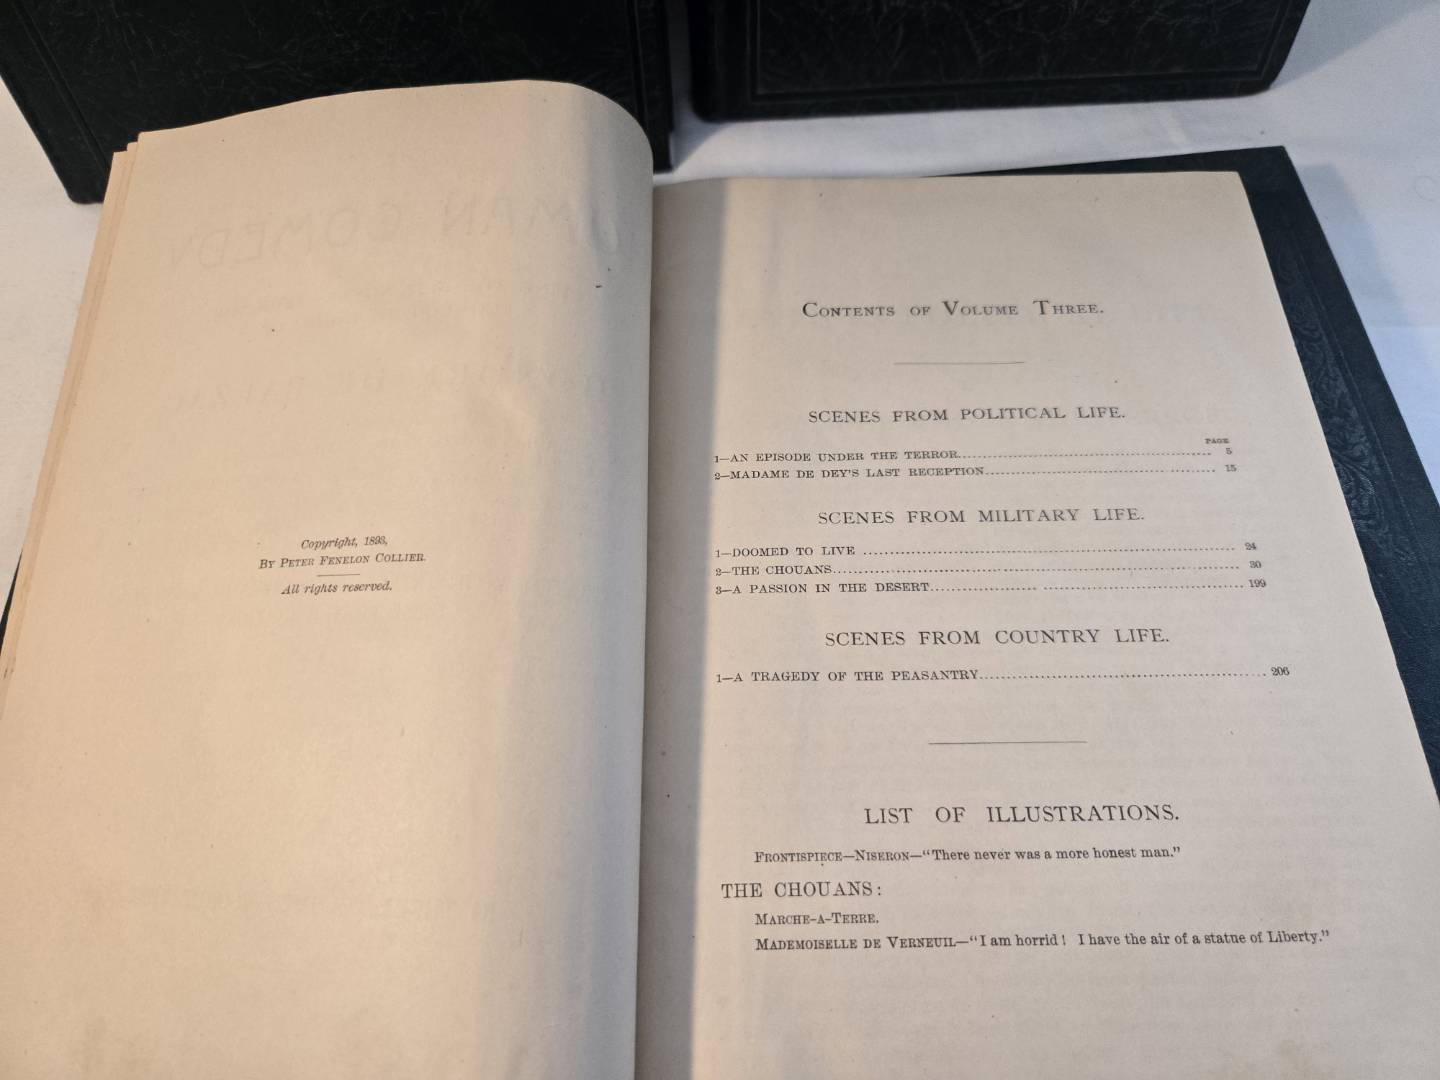 Copyright, 1893,
BY PETER FENELON COLLIER.
All rights reserved.
CONTENTS OF VOLUME THREE.
SCENES FROM POLITICAL LIFE.
PAGE
1—AN EPISODE UNDER THE TERROR 5
2—MADAME DE DEY'S LAST RECEPTION 15
SCENES FROM MILITARY LIFE.
1—DOOMED TO LIVE 24
2—THE CHOUANS 30
3—A PASSION IN THE DESERT 199
SCENES FROM COUNTRY LIFE.
1—A TRAGEDY OF THE PEASANTRY 206
LIST OF ILLUSTRATIONS.
FRONTISPIECE—NISERON—“There never was a more honest man.”
THE CHOUANS:
MARCHE-A-TERRE.
MADEMOISELLE DE VERNEUIL—“I am horrid! I have the air of a statue of Liberty.”